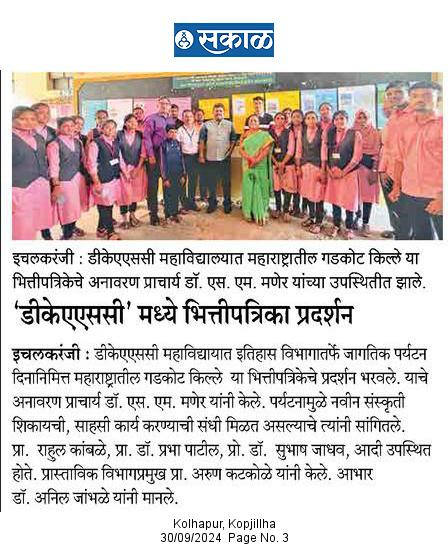 सकाळ
इचलकरंजी : डीकेएएससी महाविद्यालयात महाराष्ट्रातील गडकोट किल्ले या
भित्तीपत्रिकेचे अनावरण प्राचार्य डॉ. एस. एम. मणेर यांच्या उपस्थितीत झाले.
‘डीकेएएससी’ मध्ये भित्तीपत्रिका प्रदर्शन
इचलकरंजी : डीकेएएससी महाविद्यायात इतिहास विभागातर्फे जागतिक पर्यटन
दिनानिमित्त महाराष्ट्रातील गडकोट किल्ले या भित्तीपत्रिकेचे प्रदर्शन भरवले. याचे
अनावरण प्राचार्य डॉ. एस. एम. मणेर यांनी केले. पर्यटनामुळे नवीन संस्कृती
शिकायची, साहसी कार्य करण्याची संधी मिळत असल्याचे त्यांनी सांगितले.
प्रा. राहुल कांबळे, प्रा. डॉ. प्रभा पाटील, प्रो. डॉ. सुभाष जाधव, आदी उपस्थित
होते. प्रास्ताविक विभागप्रमुख प्रा. अरुण कटकोळे यांनी केले. आभार
डॉ. अनिल जांभळे यांनी मानले.
Kolhapur, Kopjillha
30/09/2024 Page No. 3